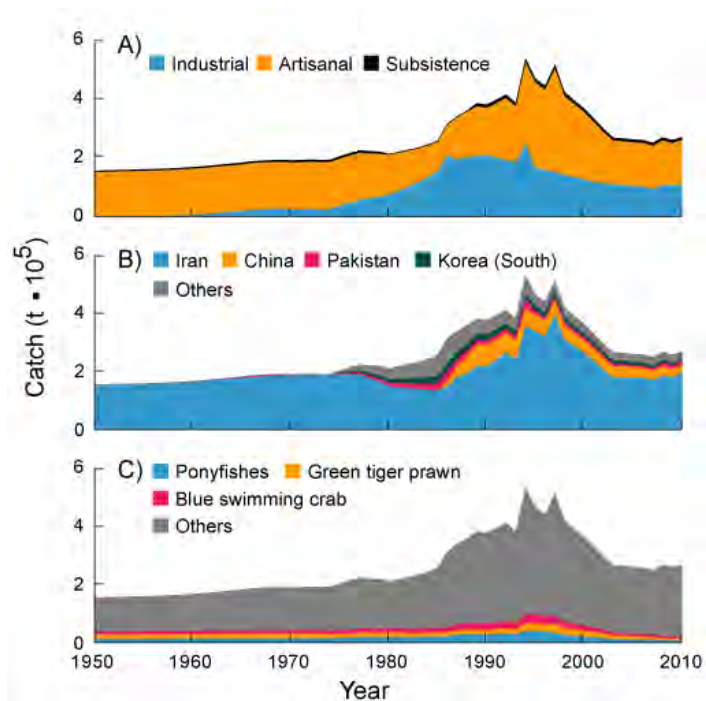 6
A)
Industrial Artisanal Subsistence
4
2
0
6
B)
Iran China Pakistan Korea (South)
Others
4
2
0
Catch (t • 10⁵)
6
C)
Ponyfishes Green tiger prawn
Blue swimming crab
Others
4
2
0
1950 1960 1970 1980 1990 2000 2010
Year